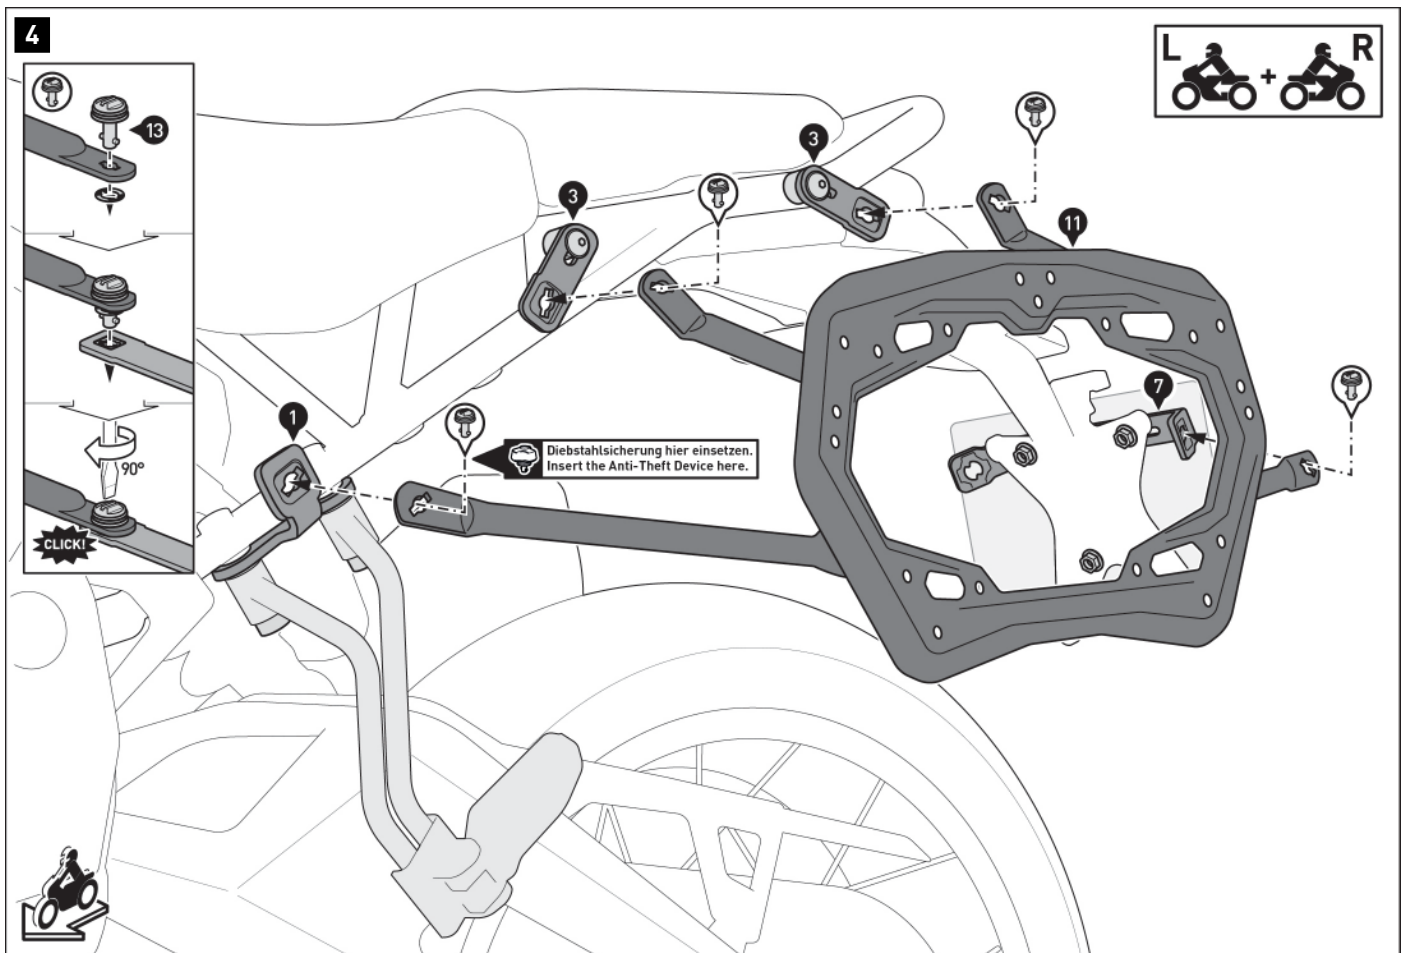 4
L + R
13
3
3
11
7
1
Diebstahlsicherung hier einsetzen.
Insert the Anti-Theft Device here.
90°
CLICK!